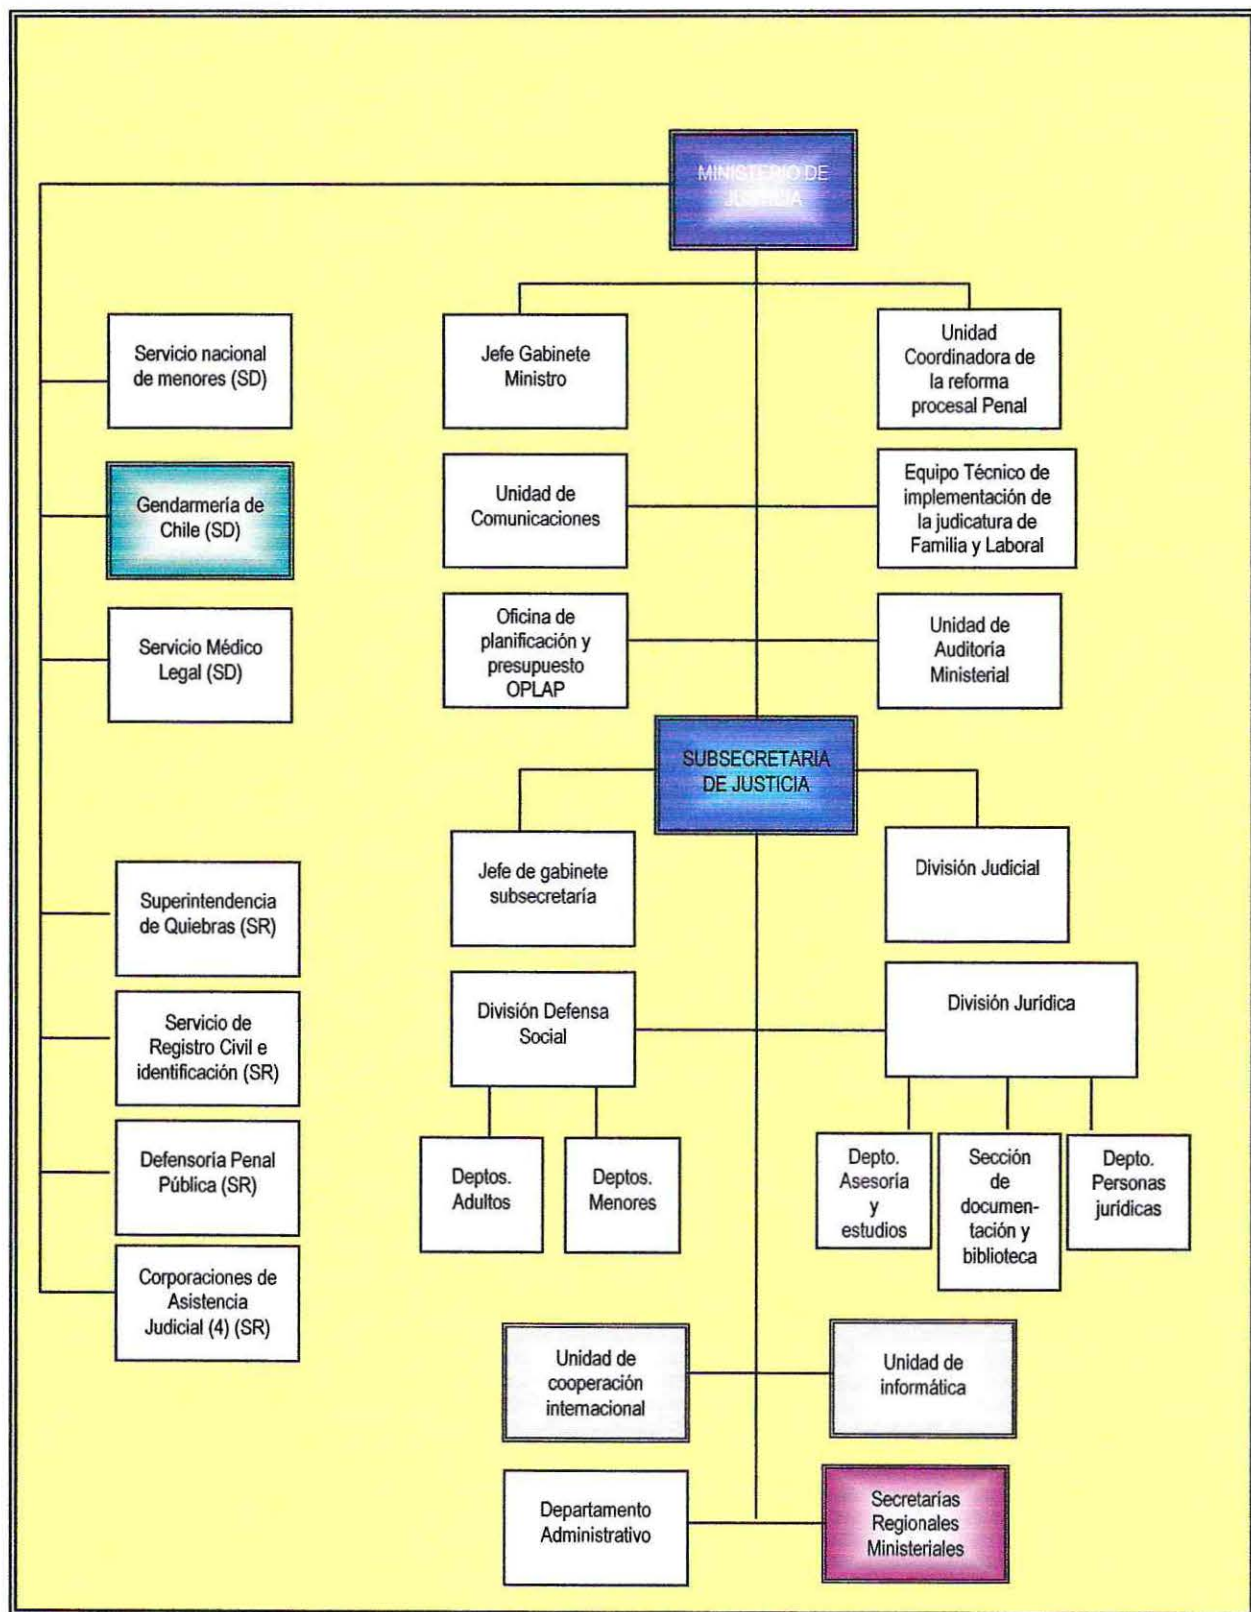 MINISTERIO DE
JUSTICIA
Servicio nacional
de menores (SD)
Gendarmería de
Chile (SD)
Servicio Médico
Legal (SD)
Superintendencia
de Quiebras (SR)
Servicio de
Registro Civil e
identificación (SR)
Defensoría Penal
Pública (SR)
Corporaciones de
Asistencia
Judicial (4) (SR)
Jefe Gabinete
Ministro
Unidad
Coordinadora de
la reforma
procesal Penal
Unidad de
Comunicaciones
Equipo Técnico de
implementación de
la judicatura de
Familia y Laboral
Oficina de
planificación y
presupuesto
OPLAP
Unidad de
Auditoría
Ministerial
SUBSECRETARIA
DE JUSTICIA
Jefe de gabinete
subsecretaría
División Judicial
División Defensa
Social
División Jurídica
Deptos.
Adultos
Deptos.
Menores
Depto.
Asesoría
y
estudios
Sección
de
documen-
tación y
biblioteca
Depto.
Personas
jurídicas
Unidad de
cooperación
internacional
Unidad de
informática
Departamento
Administrativo
Secretarías
Regionales
Ministeriales